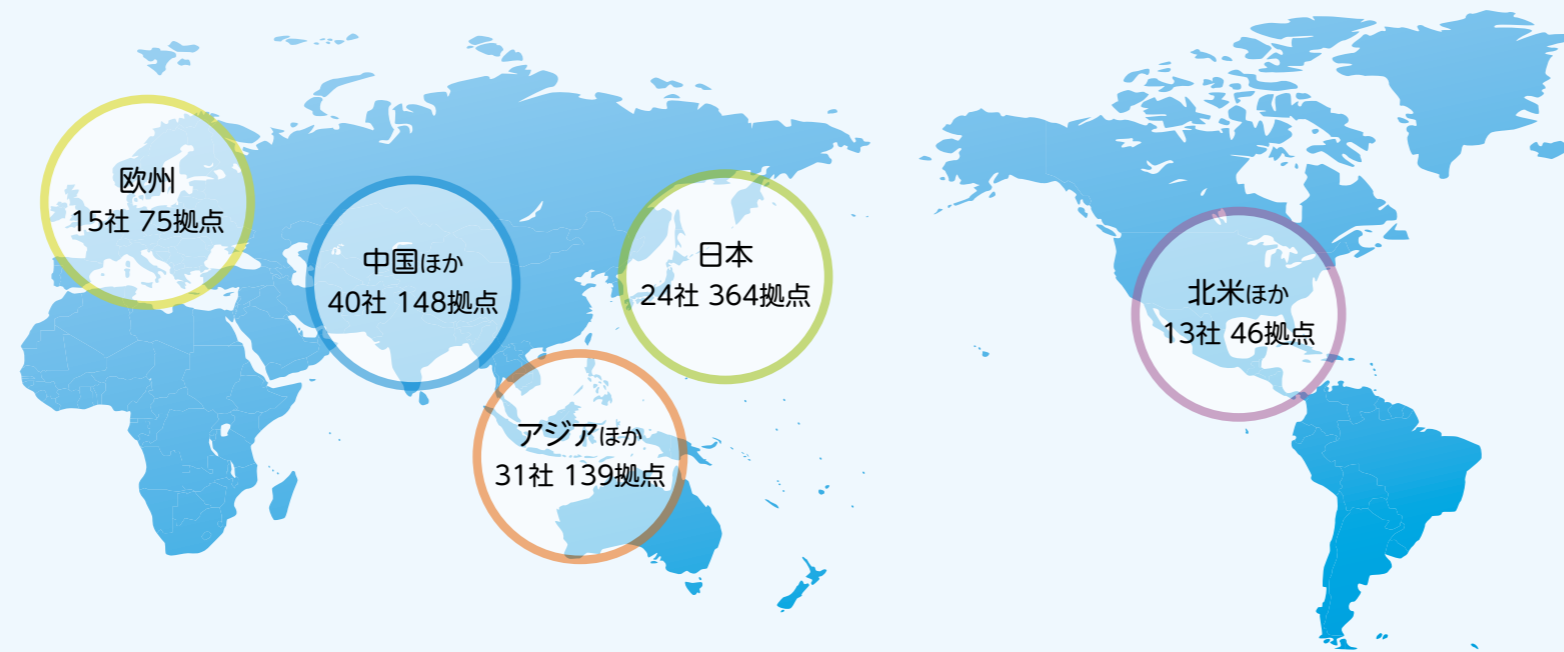 欧州
15社 75拠点
中国ほか
40社 148拠点
日本
24社 364拠点
アジアほか
31社 139拠点
北米ほか
13社 46拠点